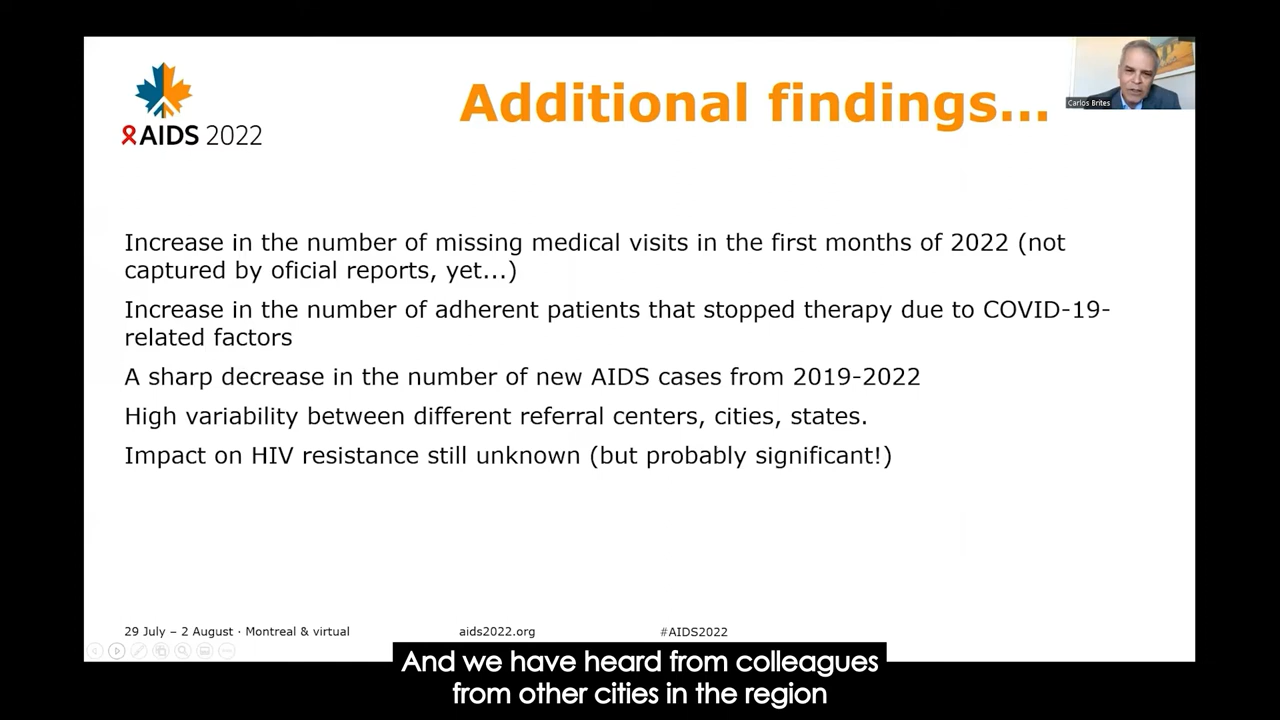 Additional findings...
Carlos Brites
AIDS 2022
Increase in the number of missing medical visits in the first months of 2022 (not
captured by oficial reports, yet...)
Increase in the number of adherent patients that stopped therapy due to COVID-19-
related factors
A sharp decrease in the number of new AIDS cases from 2019-2022
High variability between different referral centers, cities, states.
Impact on HIV resistance still unknown (but probably significant!)
29 July – 2 August · Montreal & virtual
aids2022.org
#AIDS2022
And we have heard from colleagues
from other cities in the region